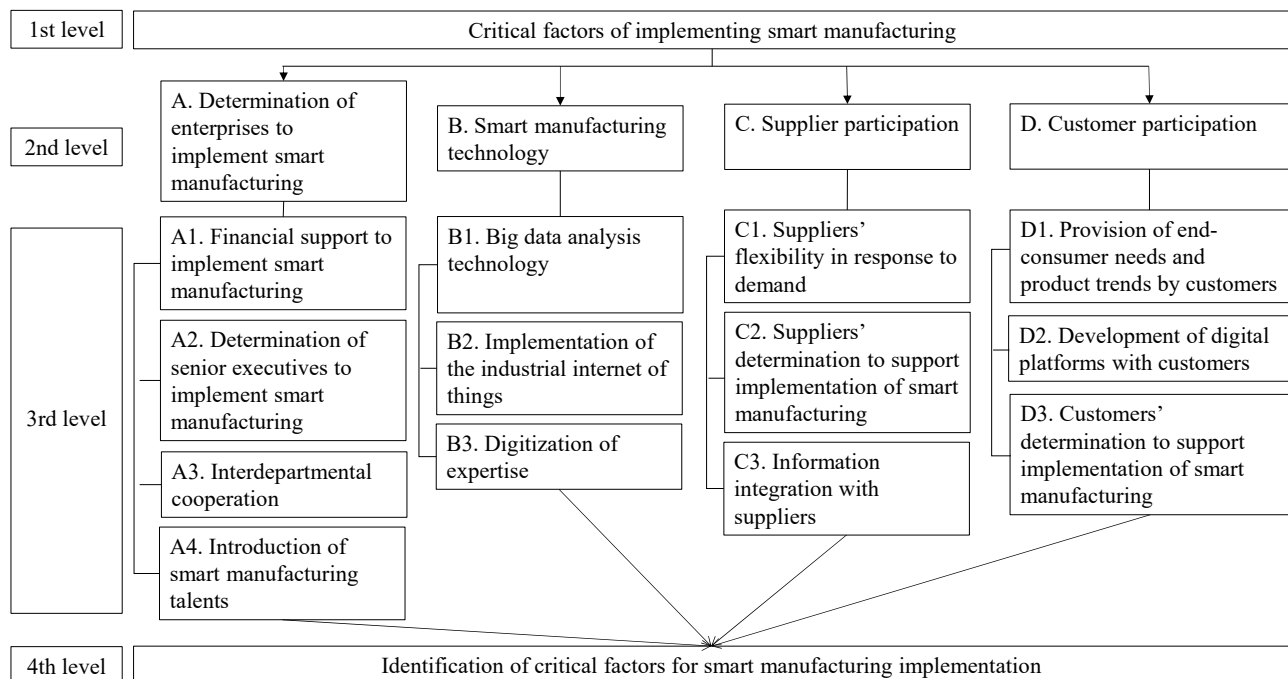 1st level
Critical factors of implementing smart manufacturing
2nd level
A. Determination of
enterprises to
implement smart
manufacturing
B. Smart manufacturing
technology
C. Supplier participation
D. Customer participation
3rd level
A1. Financial support to
implement smart
manufacturing
A2. Determination of
senior executives to
implement smart
manufacturing
A3. Interdepartmental
cooperation
A4. Introduction of
smart manufacturing
talents
B1. Big data analysis
technology
B2. Implementation of
the industrial internet of
things
B3. Digitization of
expertise
C1. Suppliers’
flexibility in response to
demand
C2. Suppliers’
determination to support
implementation of smart
manufacturing
C3. Information
integration with
suppliers
D1. Provision of end-
consumer needs and
product trends by customers
D2. Development of digital
platforms with customers
D3. Customers’
determination to support
implementation of smart
manufacturing
4th level
Identification of critical factors for smart manufacturing implementation